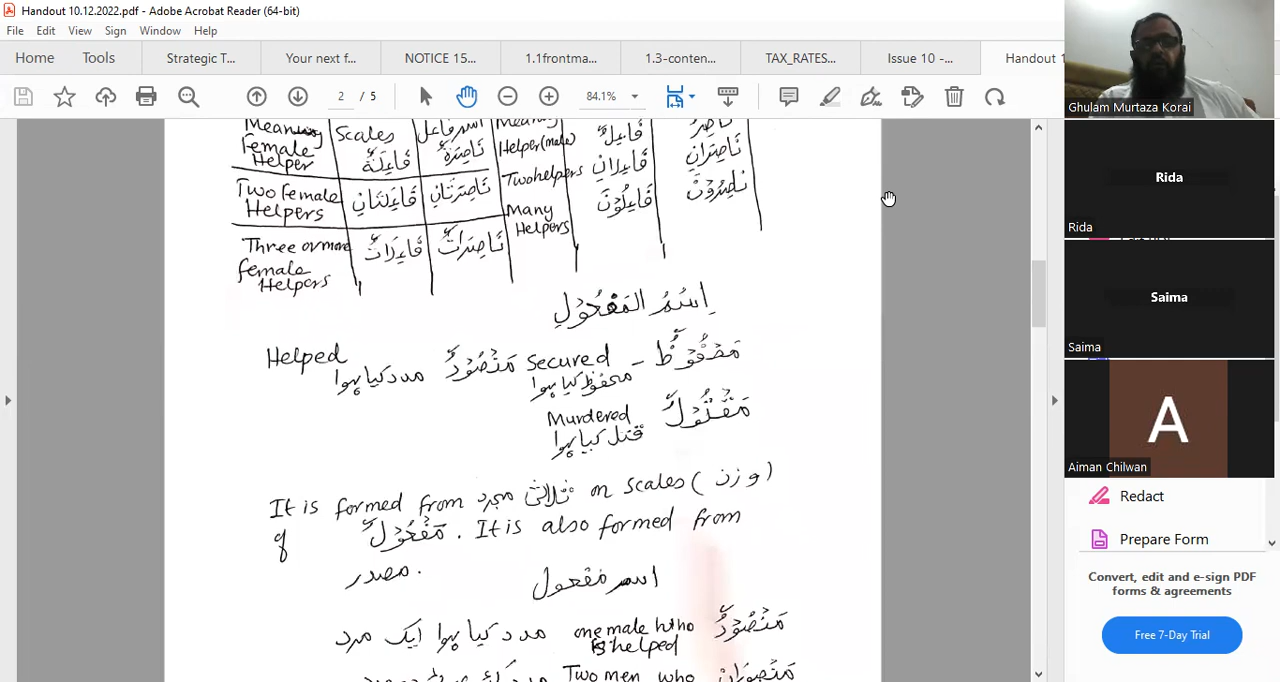 Handout 10.12.2022.pdf - Adobe Acrobat Reader (64-bit)
File Edit View Sign Window Help
Home Tools Strategic T... Your next f... NOTICE 15... 1.1frontma... 1.3-conten... TAX_RATES... Issue 10 -... Handout 1
2 / 5 84.1%
Meaning Scales اسم فاعل Meaning
Female Helper فَاعِلَةٌ نَاصِرَةٌ Helper (male) فَاعِلٌ نَاصِرٌ
Two helpers فَاعِلَانِ نَاصِرَانِ
Two female Helpers فَاعِلَتَانِ نَاصِرَتَانِ Many Helpers فَاعِلُوْنَ نَاصِرُوْنَ
Three or more female Helpers فَاعِلَاتٌ نَاصِرَاتٌ
اِسْمُ المَفْعُوْلِ
Helped مدد کیا ہوا مَنْصُوْرٌ secured محفوظ کیا ہوا – مَحْفُوْظٌ
Murdered قتل کیا ہوا مَقْتُوْلٌ
It is formed from ثلاثی مجرد on scales (وزن)
of مَفْعُوْلٌ. It is also formed from
مصدر.
اسم مفعول
مَنْصُوْرٌ one male who is helped مدد کیا ہوا ایک مرد
مَنْصُوْرَانِ Two men who
Ghulam Murtaza Korai
Rida
Rida
Saima
Saima
A
Aiman Chilwan
Redact
Prepare Form
Convert, edit and e-sign PDF
forms & agreements
Free 7-Day Trial